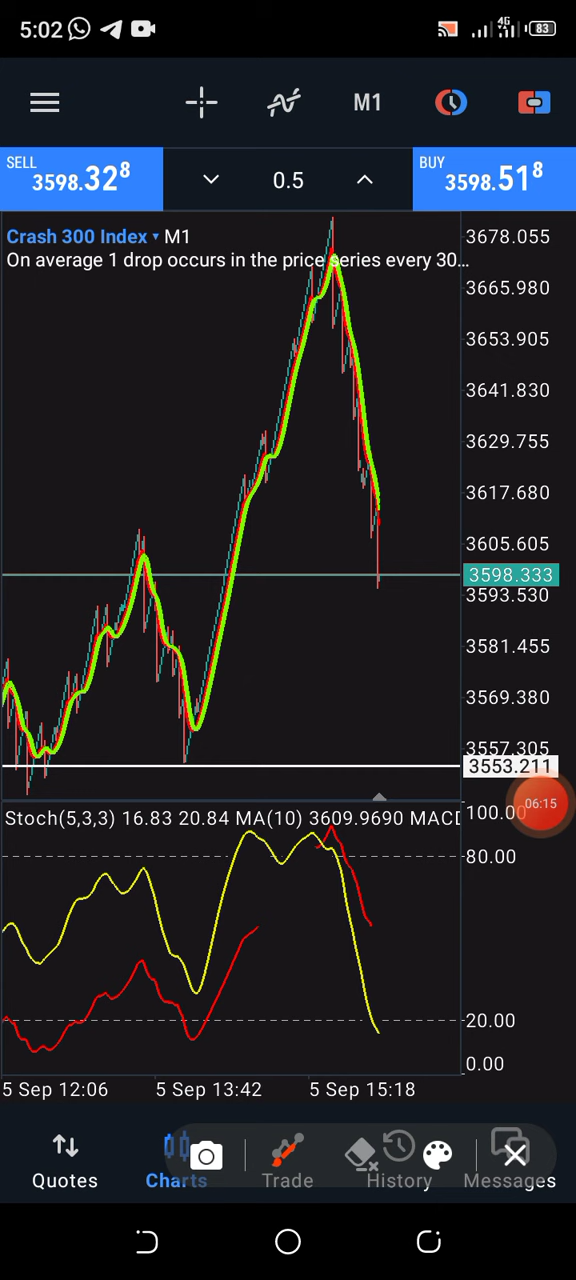 5:02 4G 83
M1
SELL
3598.32⁸
0.5
BUY
3598.51⁸
Crash 300 Index ▾ M1
On average 1 drop occurs in the price series every 30...
3678.055
3665.980
3653.905
3641.830
3629.755
3617.680
3605.605
3598.333
3593.530
3581.455
3569.380
3557.305
3553.211
06:15
Stoch(5,3,3) 16.83 20.84 MA(10) 3609.9690 MACD
100.00
80.00
20.00
0.00
5 Sep 12:06 5 Sep 13:42 5 Sep 15:18
Quotes Charts Trade History Messages